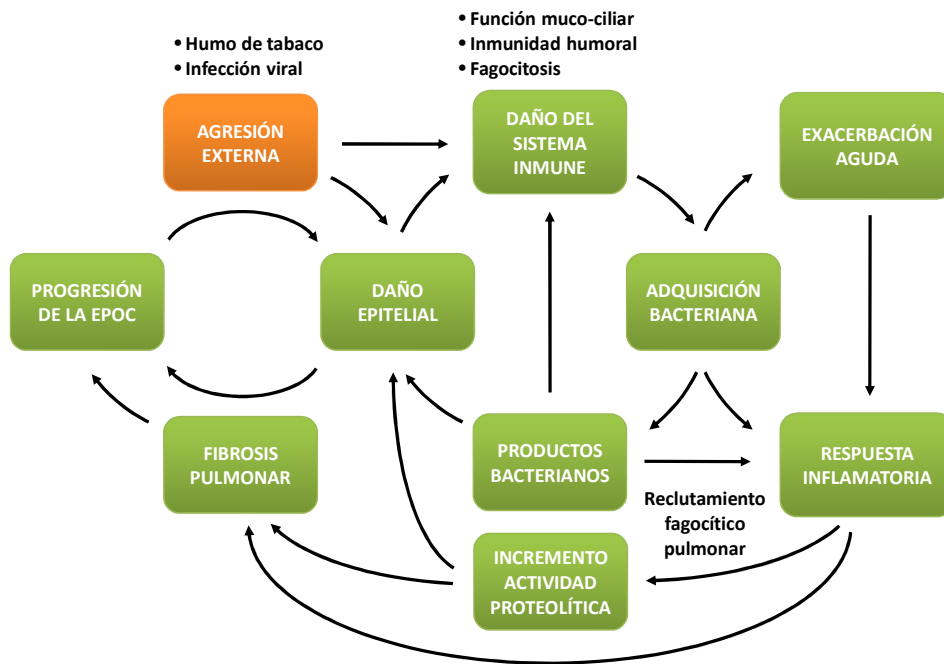 • Humo de tabaco
• Infección viral
• Función muco-ciliar
• Inmunidad humoral
• Fagocitosis
AGRESIÓN
EXTERNA
DAÑO DEL
SISTEMA
INMUNE
EXACERBACIÓN
AGUDA
PROGRESIÓN
DE LA EPOC
DAÑO
EPITELIAL
ADQUISICIÓN
BACTERIANA
FIBROSIS
PULMONAR
PRODUCTOS
BACTERIANOS
RESPUESTA
INFLAMATORIA
Reclutamiento
fagocítico
pulmonar
INCREMENTO
ACTIVIDAD
PROTEOLÍTICA